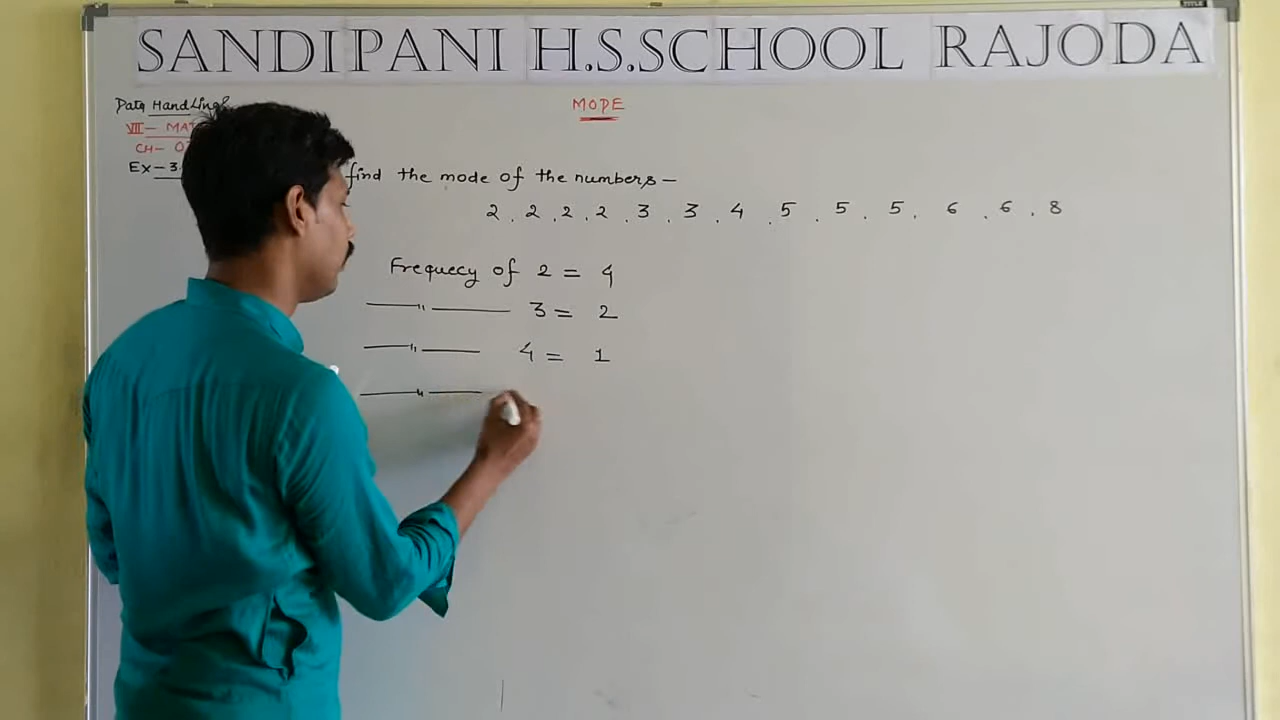 SANDIPANI H.S.SCHOOL RAJODA
Data Handling
MODE
VII - MAT
CH- 0
Ex-3
find the mode of the numbers -
2 , 2 , 2 , 2 , 3 , 3 , 4 , 5 , 5 , 5 , 6 , 6 , 8
Frequecy of 2 = 4
—〃— 3 = 2
—〃— 4 = 1
—〃—